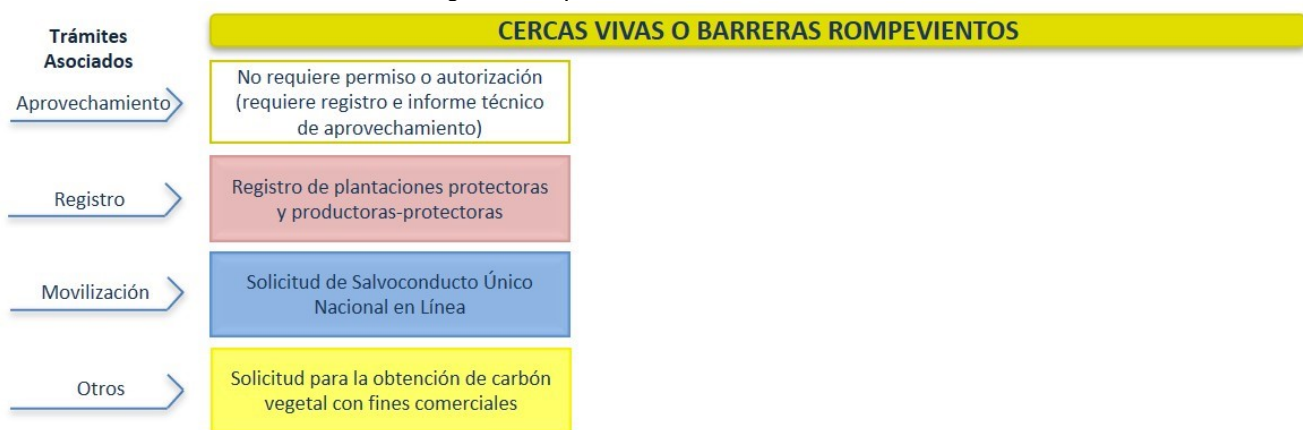 CERCAS VIVAS O BARRERAS ROMPEVIENTOS
Trámites
Asociados
Aprovechamiento
No requiere permiso o autorización
(requiere registro e informe técnico
de aprovechamiento)
Registro
Registro de plantaciones protectoras
y productoras-protectoras
Movilización
Solicitud de Salvoconducto Único
Nacional en Línea
Otros
Solicitud para la obtención de carbón
vegetal con fines comerciales